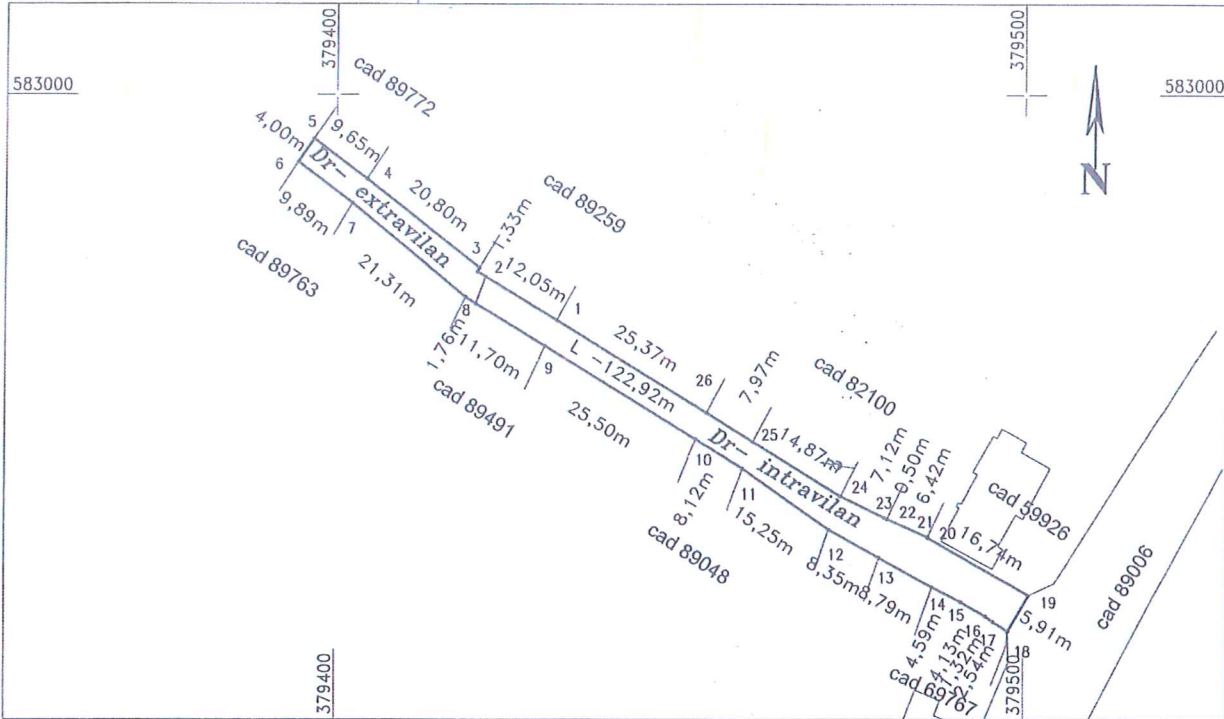 379400
379500
583000
583000
cad 89772
5
9,65m
4,00m
4
6
Dr- extravilan
20,80m
N
cad 89259
9,89m
7
3
1,33m
2
12,05m
cad 89763
21,31m
1
8
25,37m
1,76m
11,70m
9
L -122,92m
26
7,97m
cad 82100
cad 89491
25,50m
25
14,87m
Dr- intravilan
10
24
7,12m
0,50m
6,42m
8,12m
11
23
22
21
20
cad 59926
15,25m
16,74m
cad 89048
12
8,35m
13
8,79m
cad 89006
14
15
19
5,91m
4,59m
16
17
4,13m
1,32m
2,54m
18
cad 69767
379400
379500